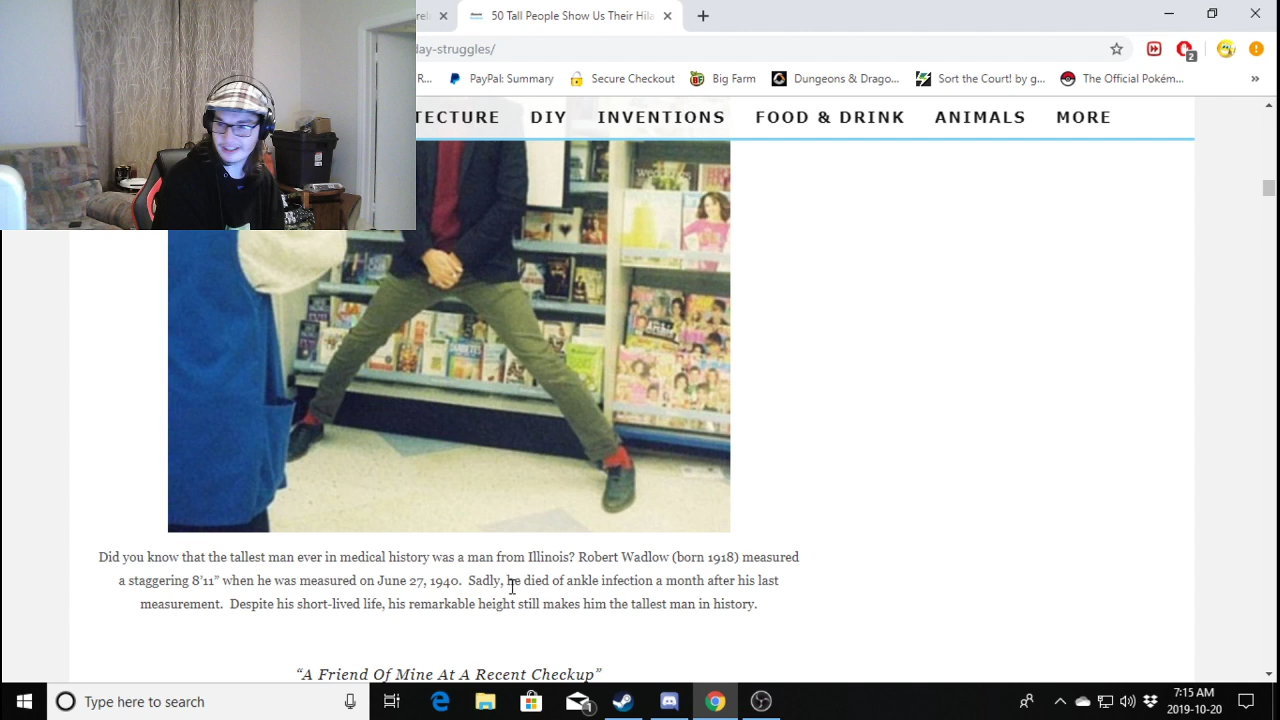 50 Tall People Show Us Their Hila
day-struggles/
2
R...
PayPal: Summary
Secure Checkout
Big Farm
Dungeons & Drago...
Sort the Court! by g...
The Official Pokém...
TECTURE
DIY
INVENTIONS
FOOD & DRINK
ANIMALS
MORE
Archie
DIABETES
Did you know that the tallest man ever in medical history was a man from Illinois? Robert Wadlow (born 1918) measured
a staggering 8'11” when he was measured on June 27, 1940. Sadly, he died of ankle infection a month after his last
measurement. Despite his short-lived life, his remarkable height still makes him the tallest man in history.
“A Friend Of Mine At A Recent Checkup”
Type here to search
1
7:15 AM
2019-10-20